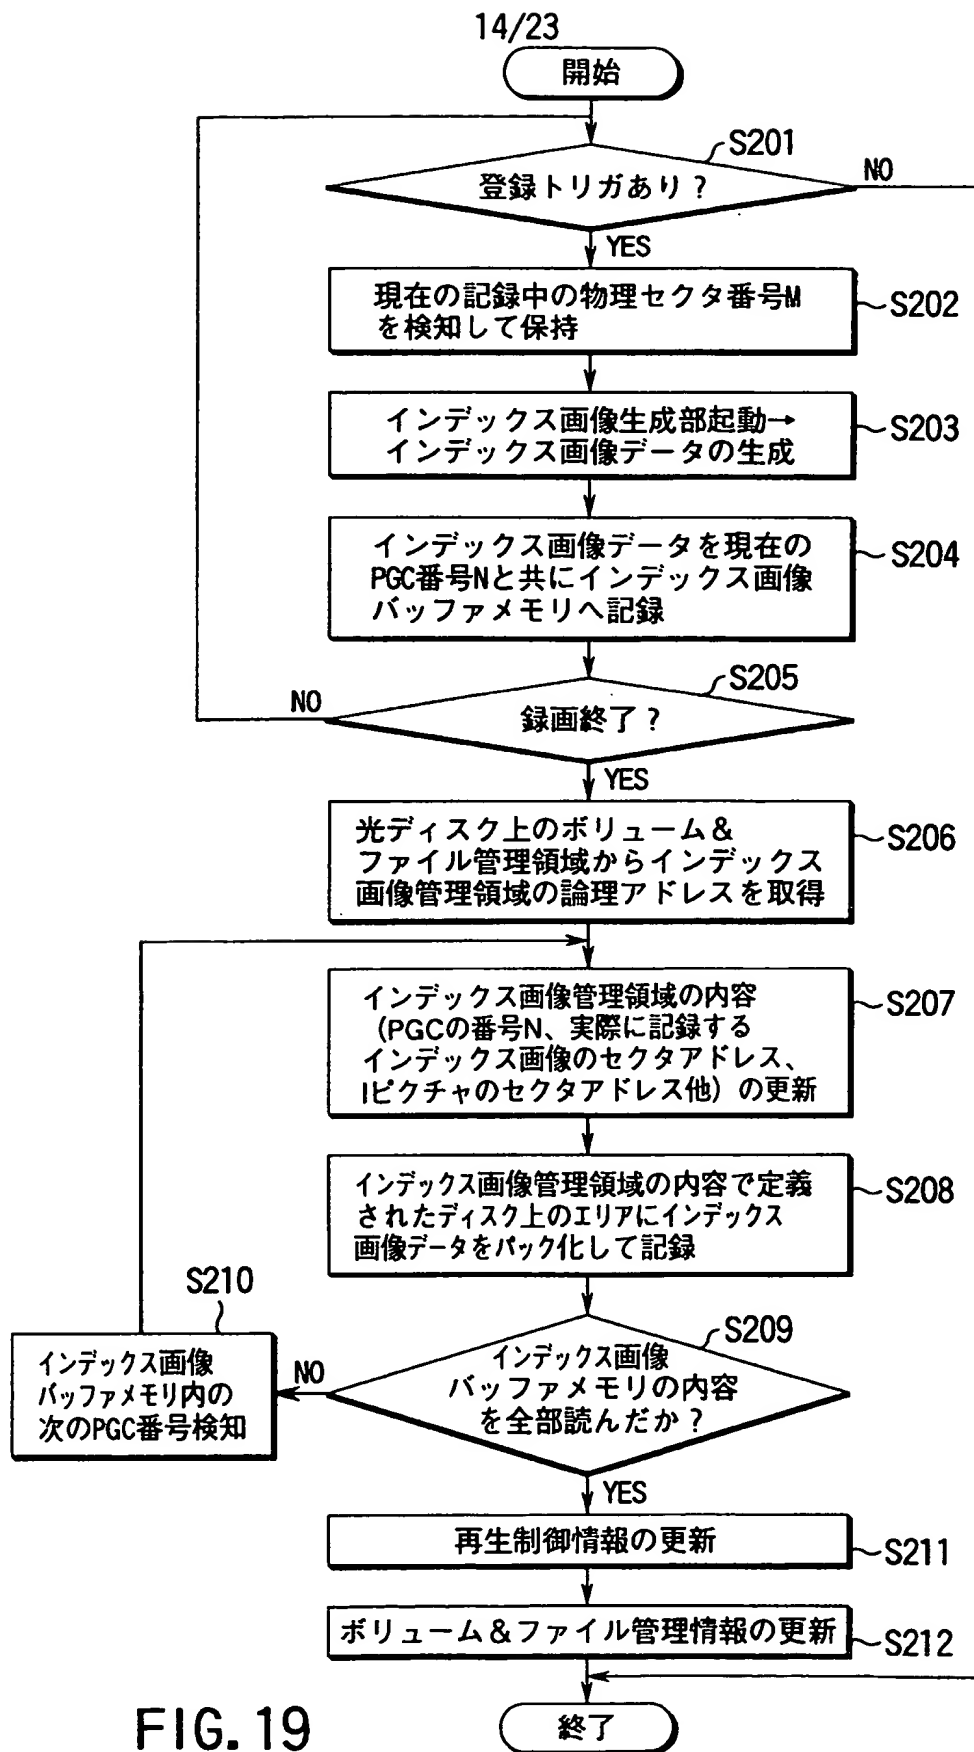 14/23
開始
S201
登録トリガあり?
NO
YES
現在の記録中の物理セクタ番号M
を検知して保持
S202
インデックス画像生成部起動→
インデックス画像データの生成
S203
インデックス画像データを現在の
PGC番号Nと共にインデックス画像
バッファメモリへ記録
S204
S205
NO
録画終了?
YES
光ディスク上のボリューム&
ファイル管理領域からインデックス
画像管理領域の論理アドレスを取得
S206
インデックス画像管理領域の内容
(PGCの番号N、実際に記録する
インデックス画像のセクタアドレス、
Iピクチャのセクタアドレス他)の更新
S207
インデックス画像管理領域の内容で定義
されたディスク上のエリアにインデックス
画像データをパック化して記録
S208
S210
インデックス画像
バッファメモリ内の
次のPGC番号検知
NO
S209
インデックス画像
バッファメモリの内容
を全部読んだか?
YES
再生制御情報の更新
S211
ボリューム&ファイル管理情報の更新
S212
終了
FIG. 19